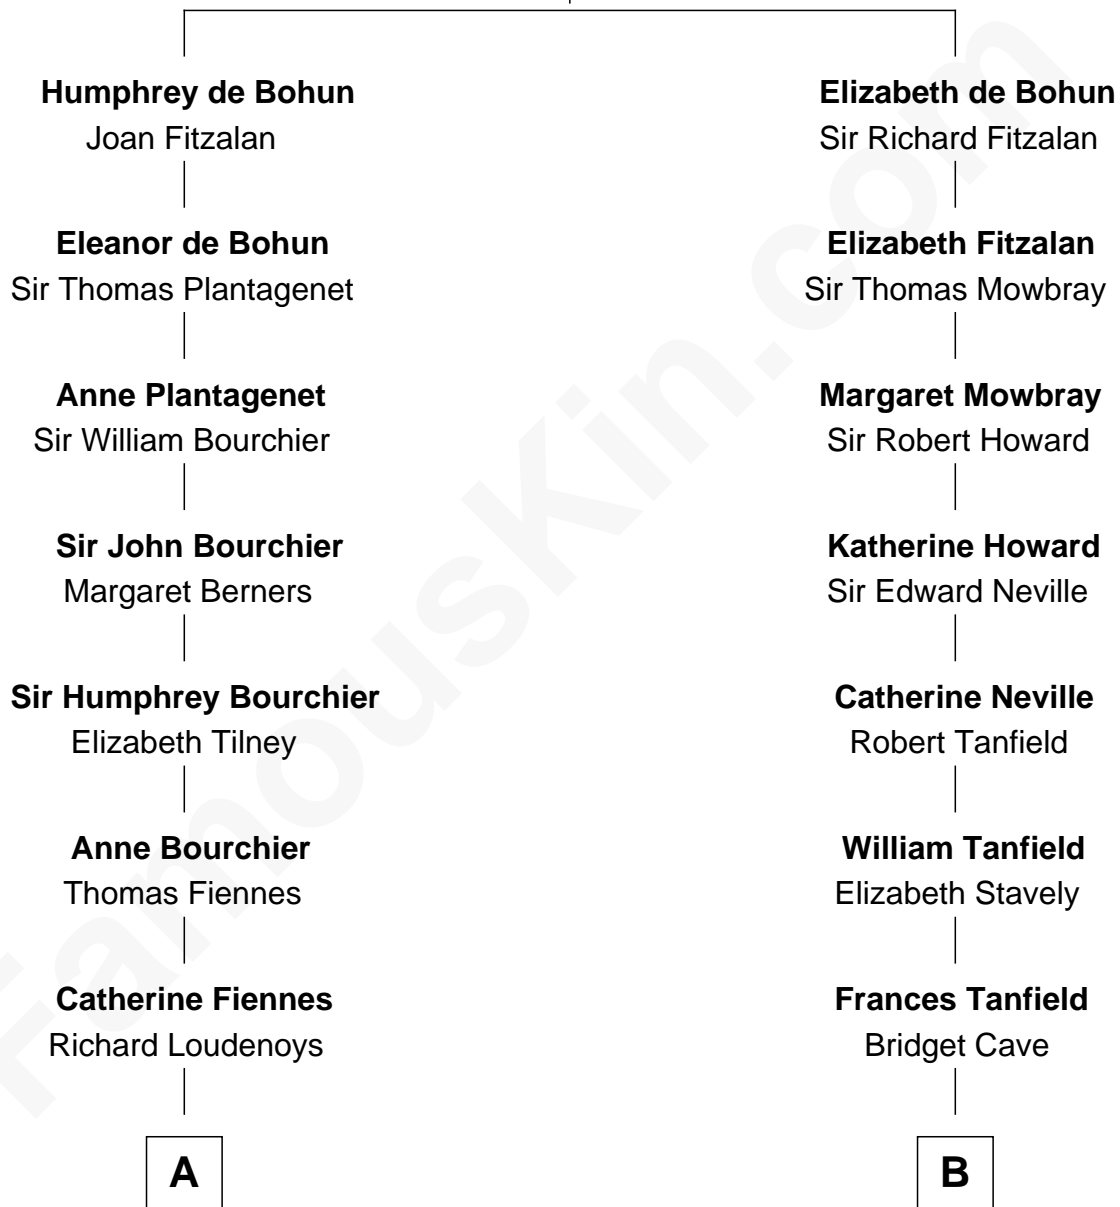 Humphrey de Bohun
Joan Fitzalan
Eleanor de Bohun
Sir Thomas Plantagenet
Anne Plantagenet
Sir William Bourchier
Sir John Bourchier
Margaret Berners
Sir Humphrey Bourchier
Elizabeth Tilney
Anne Bourchier
Thomas Fiennes
Catherine Fiennes
Richard Loudenoys
A
Elizabeth de Bohun
Sir Richard Fitzalan
Elizabeth Fitzalan
Sir Thomas Mowbray
Margaret Mowbray
Sir Robert Howard
Katherine Howard
Sir Edward Neville
Catherine Neville
Robert Tanfield
William Tanfield
Elizabeth Stavely
Frances Tanfield
Bridget Cave
B
FamousKin.com